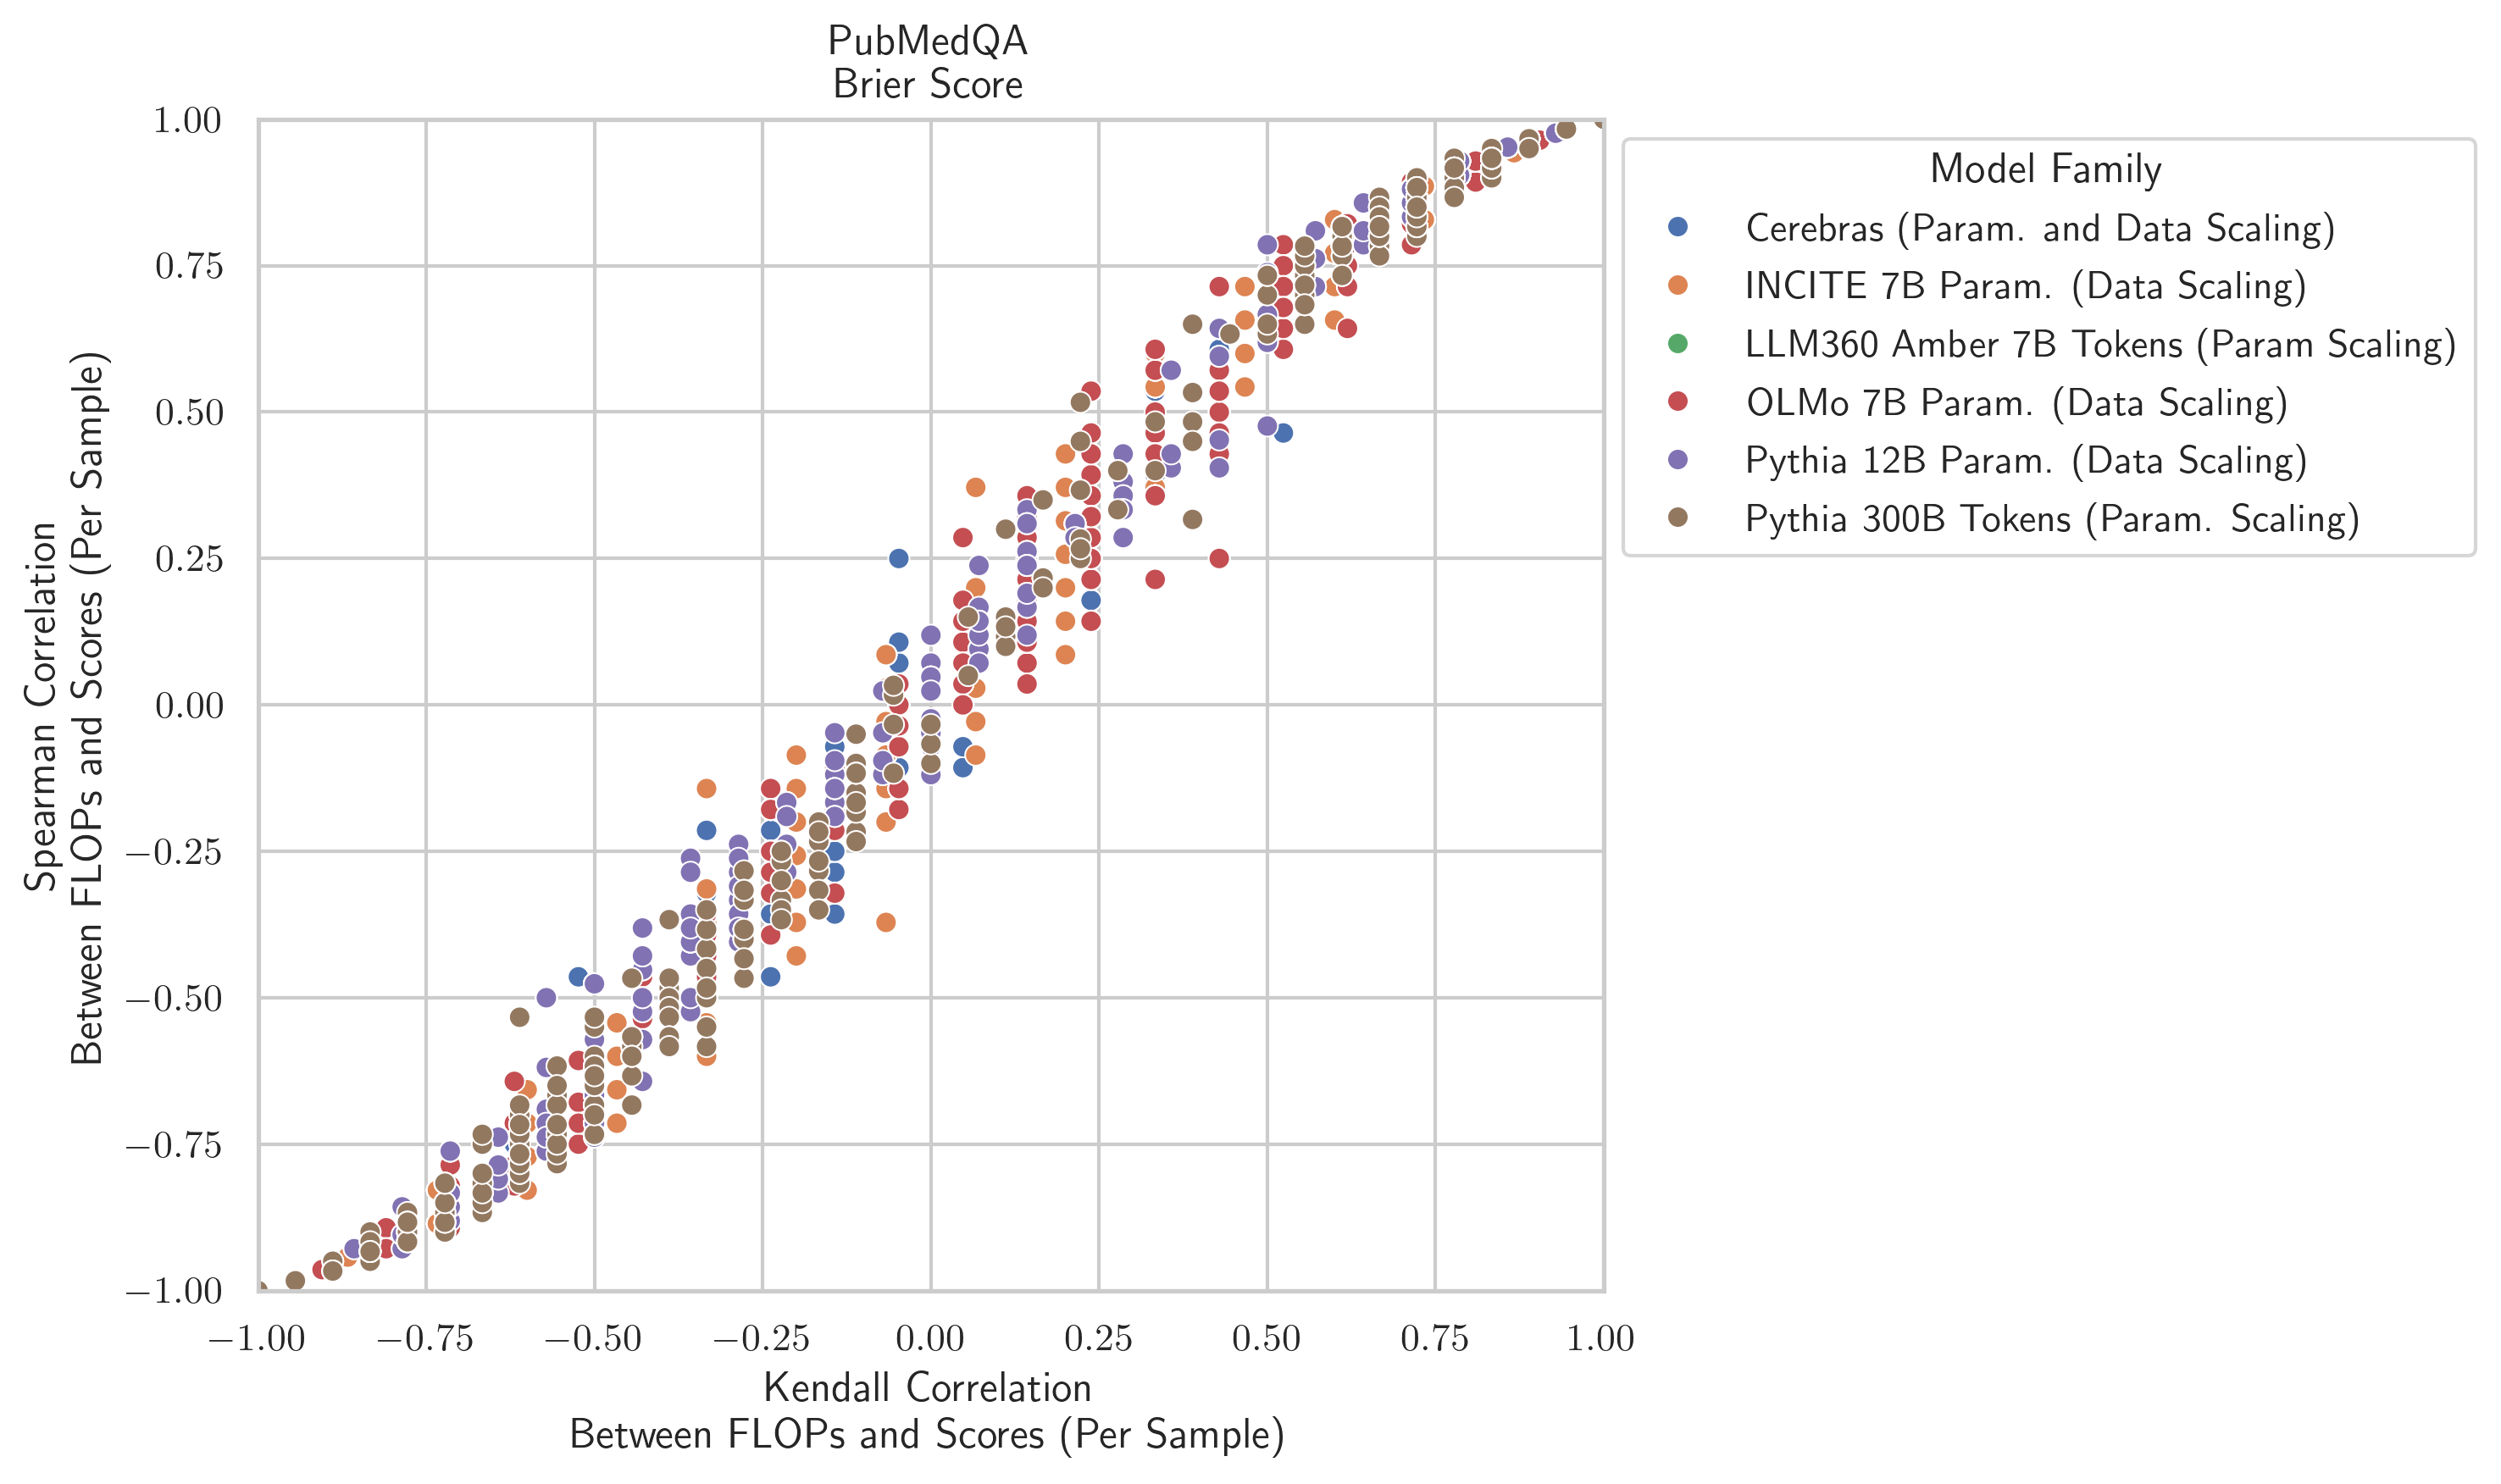 PubMedQA
Brier Score
Spearman Correlation
Between FLOPs and Scores (Per Sample)
1.00
0.75
0.50
0.25
0.00
−0.25
−0.50
−0.75
−1.00
−1.00 −0.75 −0.50 −0.25 0.00 0.25 0.50 0.75 1.00
Kendall Correlation
Between FLOPs and Scores (Per Sample)
Model Family
Cerebras (Param. and Data Scaling)
INCITE 7B Param. (Data Scaling)
LLM360 Amber 7B Tokens (Param Scaling)
OLMo 7B Param. (Data Scaling)
Pythia 12B Param. (Data Scaling)
Pythia 300B Tokens (Param. Scaling)